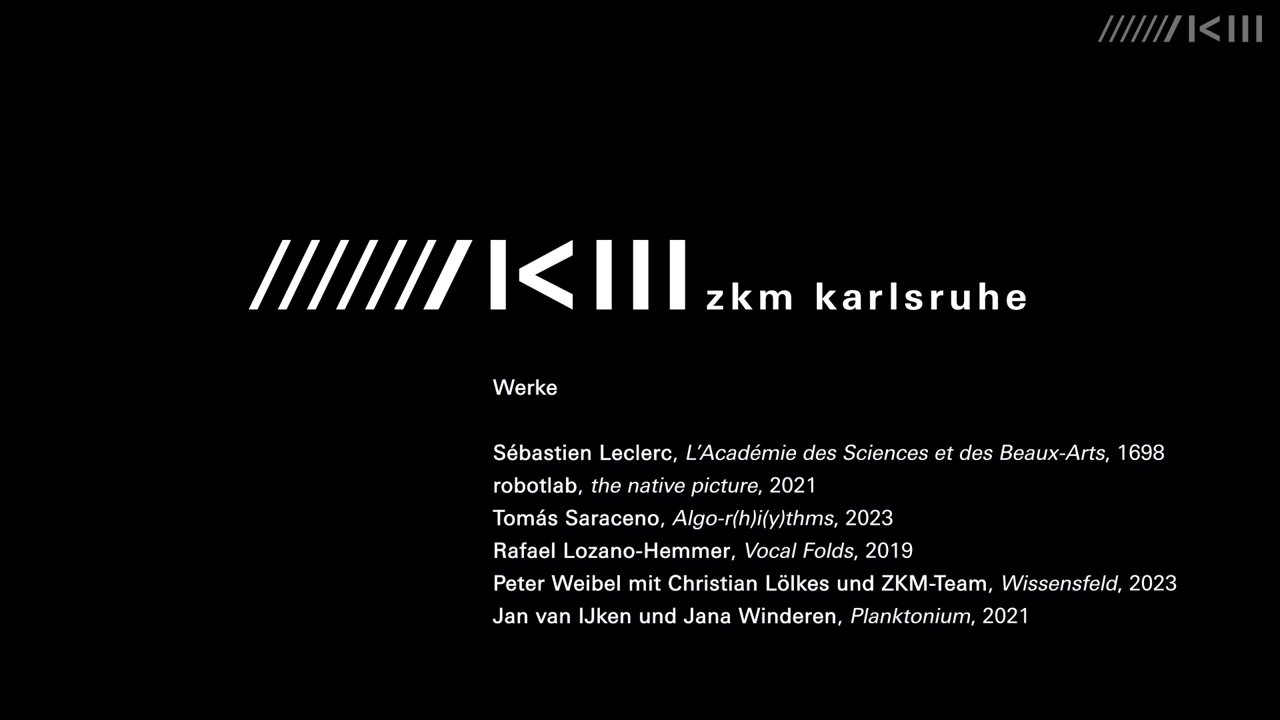 zkm karlsruhe
Werke
Sébastien Leclerc, L’Académie des Sciences et des Beaux-Arts, 1698
robotlab, the native picture, 2021
Tomás Saraceno, Algo-r(h)i(y)thms, 2023
Rafael Lozano-Hemmer, Vocal Folds, 2019
Peter Weibel mit Christian Lölkes und ZKM-Team, Wissensfeld, 2023
Jan van IJken und Jana Winderen, Planktonium, 2021